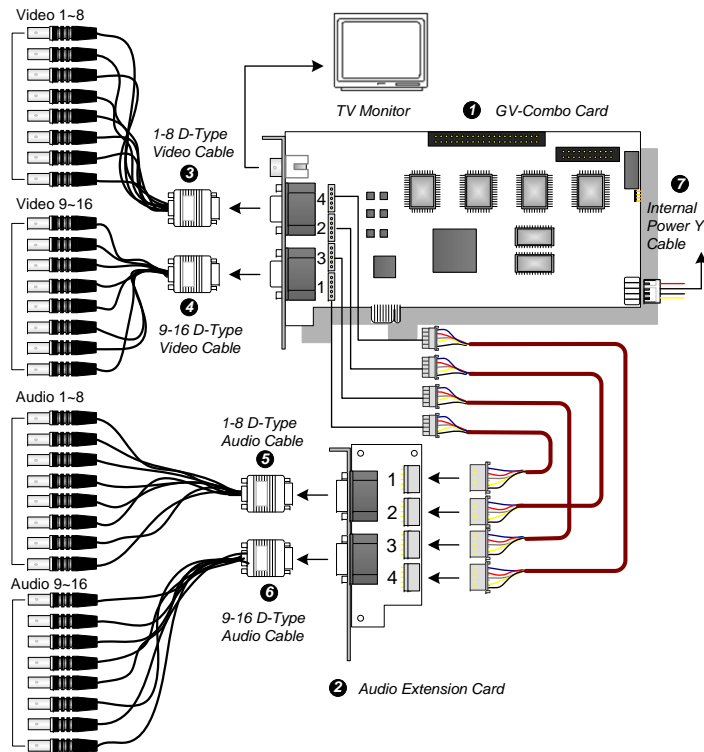 Video 1~8
TV Monitor
1 GV-Combo Card
1-8 D-Type
Video Cable
3
7
Internal
Power Y
Cable
Video 9~16
4
2
3
1
4
9-16 D-Type
Video Cable
Audio 1~8
1-8 D-Type
Audio Cable
5
1
2
3
4
6
9-16 D-Type
Audio Cable
Audio 9~16
2 Audio Extension Card